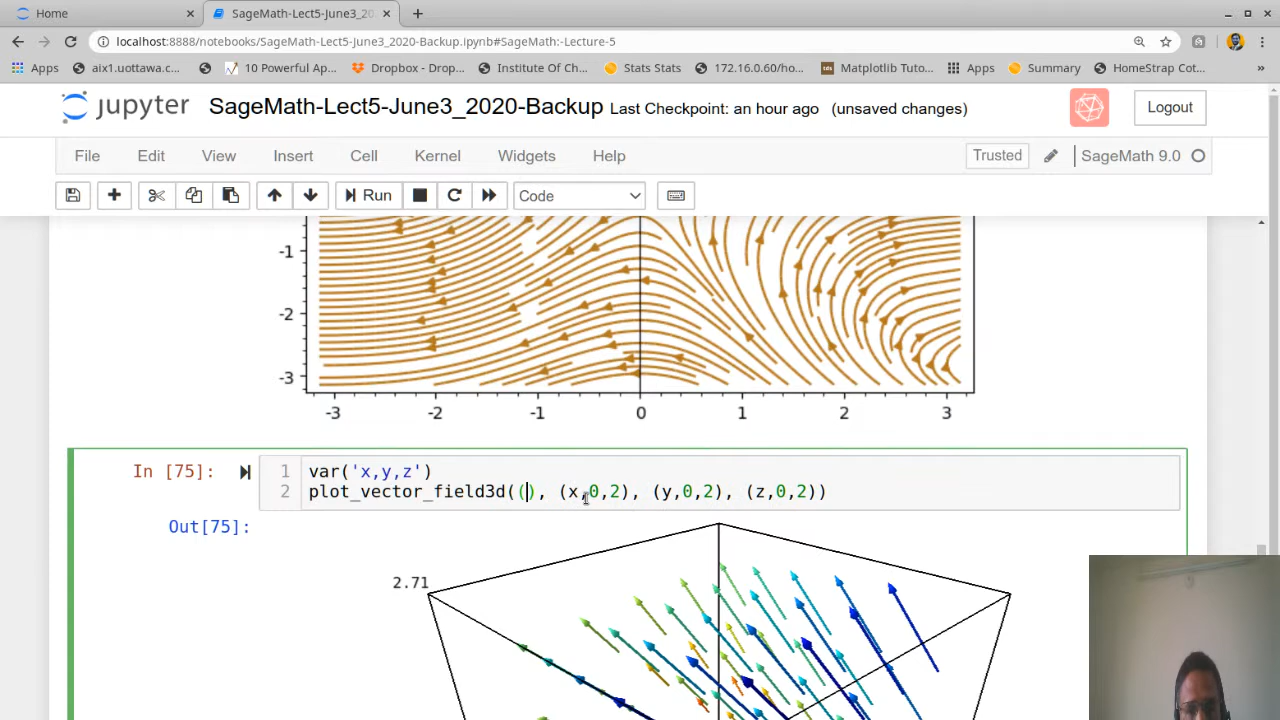 Home
SageMath-Lect5-June3_20
localhost:8888/notebooks/SageMath-Lect5-June3_2020-Backup.ipynb#SageMath:-Lecture-5
Apps aix1.uottawa.c... 10 Powerful Ap... Dropbox - Drop... Institute Of Ch... Stats Stats 172.16.0.60/ho... Matplotlib Tuto... Apps Summary HomeStrap Cot... »
jupyter SageMath-Lect5-June3_2020-Backup Last Checkpoint: an hour ago (unsaved changes) Logout
File Edit View Insert Cell Kernel Widgets Help Trusted SageMath 9.0
Run Code
-1
-2
-3
-3 -2 -1 0 1 2 3
In [75]: 1 var('x,y,z')
2 plot_vector_field3d((), (x,0,2), (y,0,2), (z,0,2))
Out[75]:
2.71